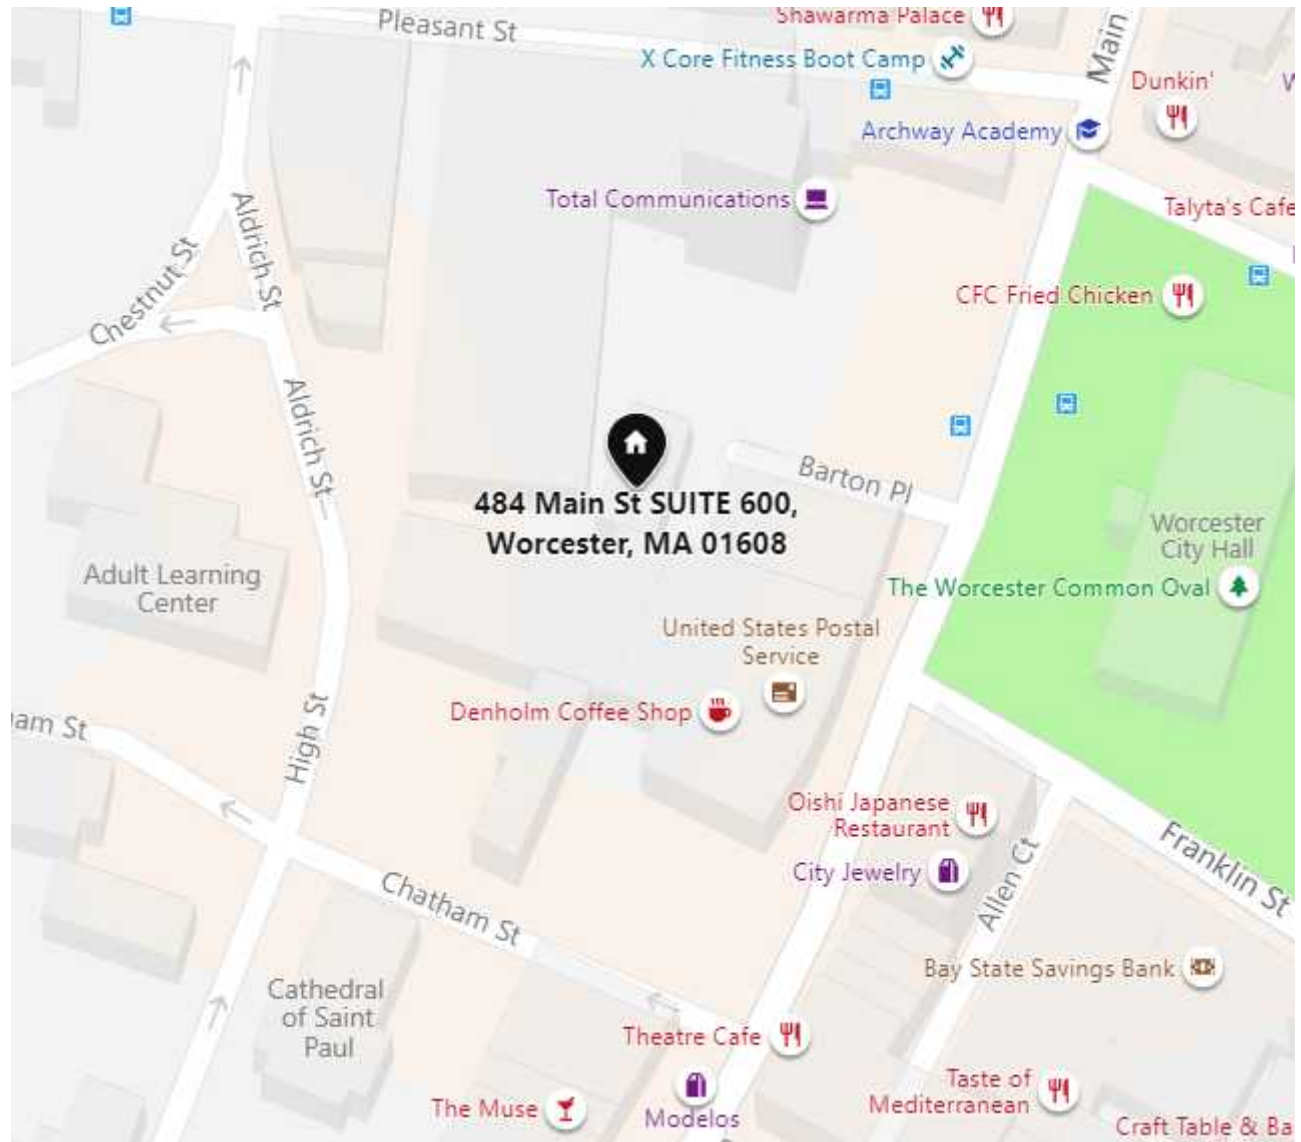 Pleasant St
Shawarma Palace
Main
X Core Fitness Boot Camp
Dunkin'
Archway Academy
Total Communications
Aldrich St
Talyta's Cafe
Chestnut St
CFC Fried Chicken
Aldrich St
Barton Pl
484 Main St SUITE 600,
Worcester, MA 01608
Worcester
City Hall
Adult Learning
Center
The Worcester Common Oval
United States Postal
Service
Denholm Coffee Shop
am St
High St
Oishi Japanese
Restaurant
City Jewelry
Allen Ct
Franklin St
Chatham St
Bay State Savings Bank
Cathedral
of Saint
Paul
Theatre Cafe
Taste of
Mediterranean
The Muse
Modelos
Craft Table & Ba